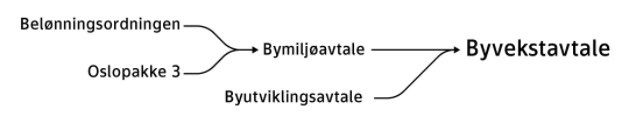 Belønningsordningen
Oslopakke 3
Bymiljøavtale
Byutviklingsavtale
Byvekstavtale